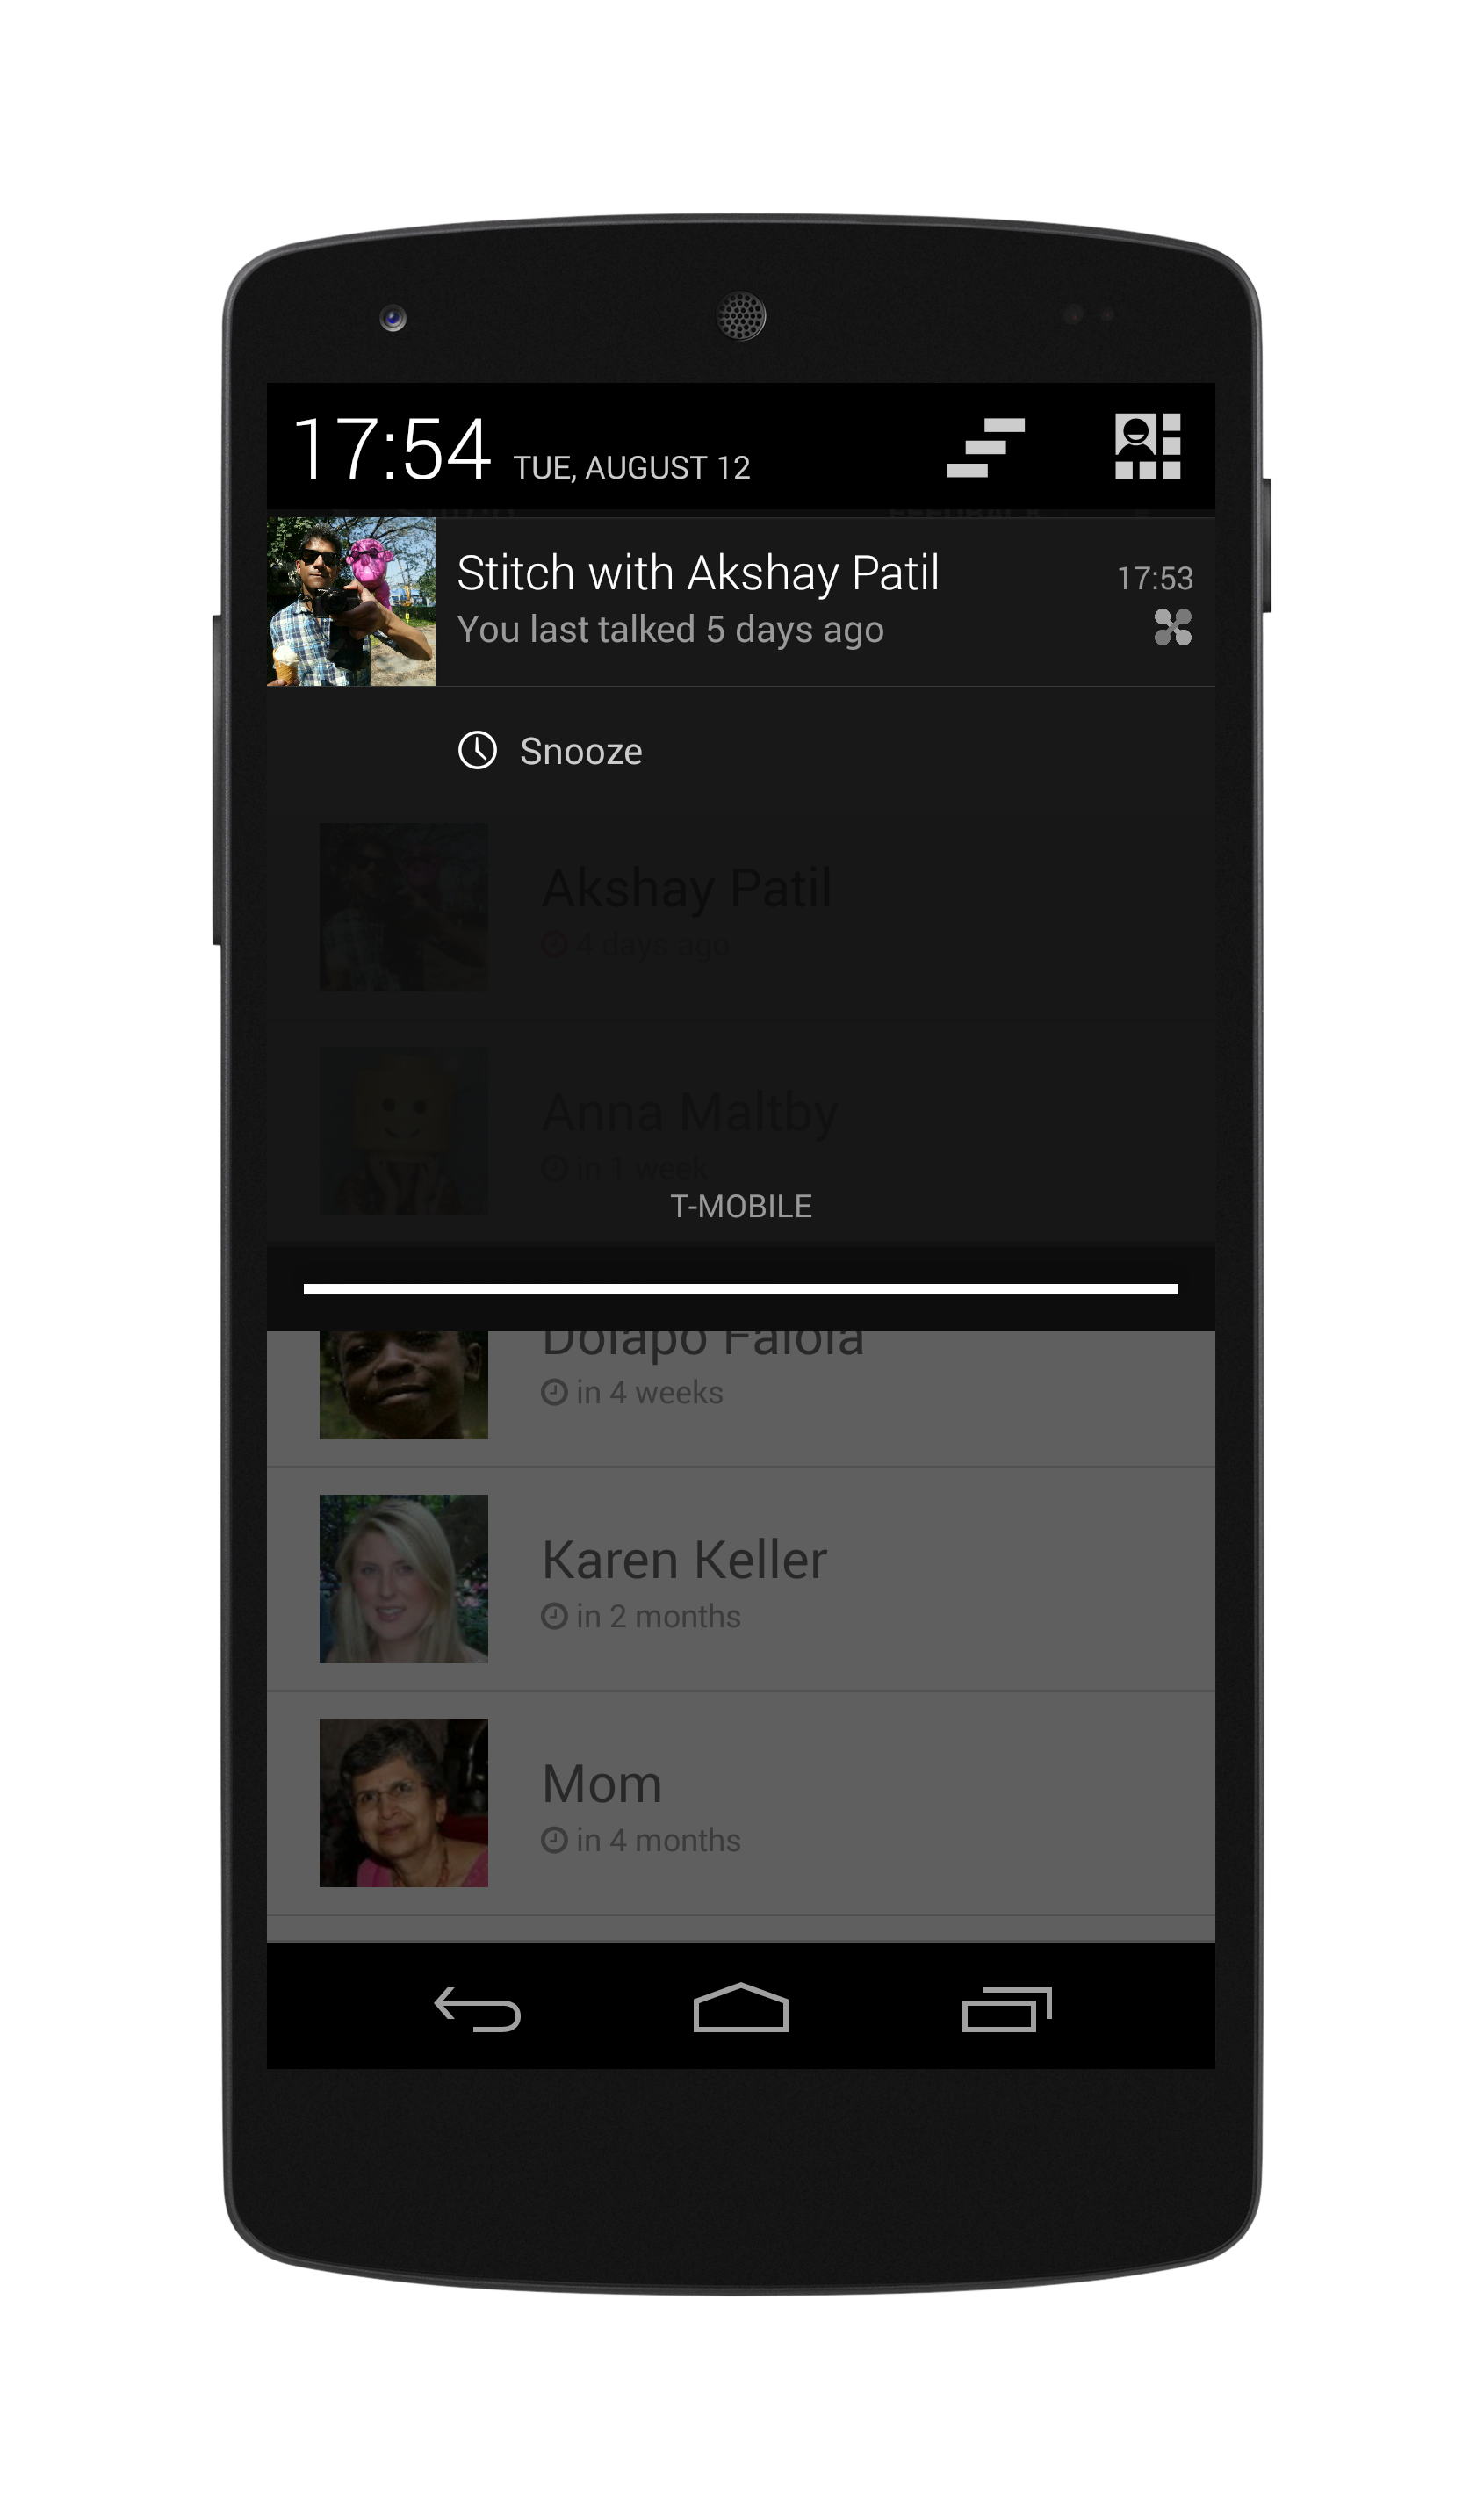 17:54 TUE, AUGUST 12
Stitch FEEDBACK
Stitch with Akshay Patil 17:53
You last talked 5 days ago
Snooze
Akshay Patil
4 days ago
Anna Maltby
in 1 week
T-MOBILE
Dolapo Falola
in 4 weeks
Karen Keller
in 2 months
Mom
in 4 months